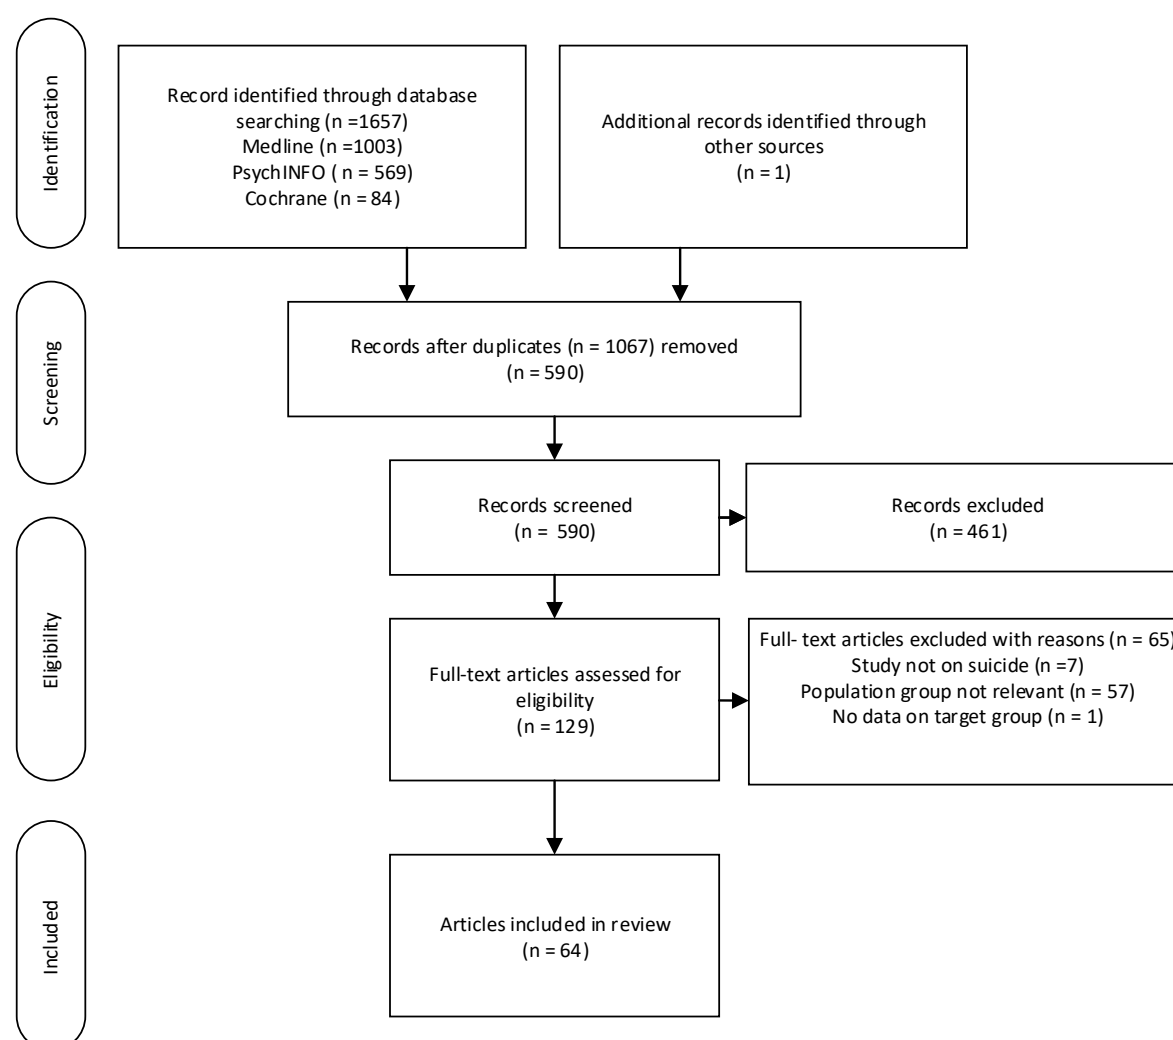 Identification
Record identified through database
searching (n =1657)
Medline (n =1003)
PsychINFO ( n = 569)
Cochrane (n = 84)
Additional records identified through
other sources
(n = 1)
Screening
Records after duplicates (n = 1067) removed
(n = 590)
Records screened
(n = 590)
Records excluded
(n = 461)
Eligibility
Full-text articles assessed for
eligibility
(n = 129)
Full- text articles excluded with reasons (n = 65)
Study not on suicide (n =7)
Population group not relevant (n = 57)
No data on target group (n = 1)
Included
Articles included in review
(n = 64)